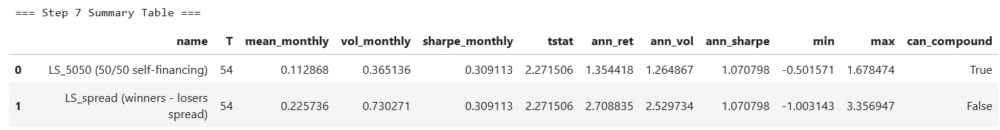 === Step 7 Summary Table ===
name T mean_monthly vol_monthly sharpe_monthly tstat ann_ret ann_vol ann_sharpe min max can_compound
0 LS_5050 (50/50 self-financing) 54 0.112868 0.365136 0.309113 2.271506 1.354418 1.264867 1.070798 -0.501571 1.678474 True
1 LS_spread (winners - losers spread) 54 0.225736 0.730271 0.309113 2.271506 2.708835 2.529734 1.070798 -1.003143 3.356947 False